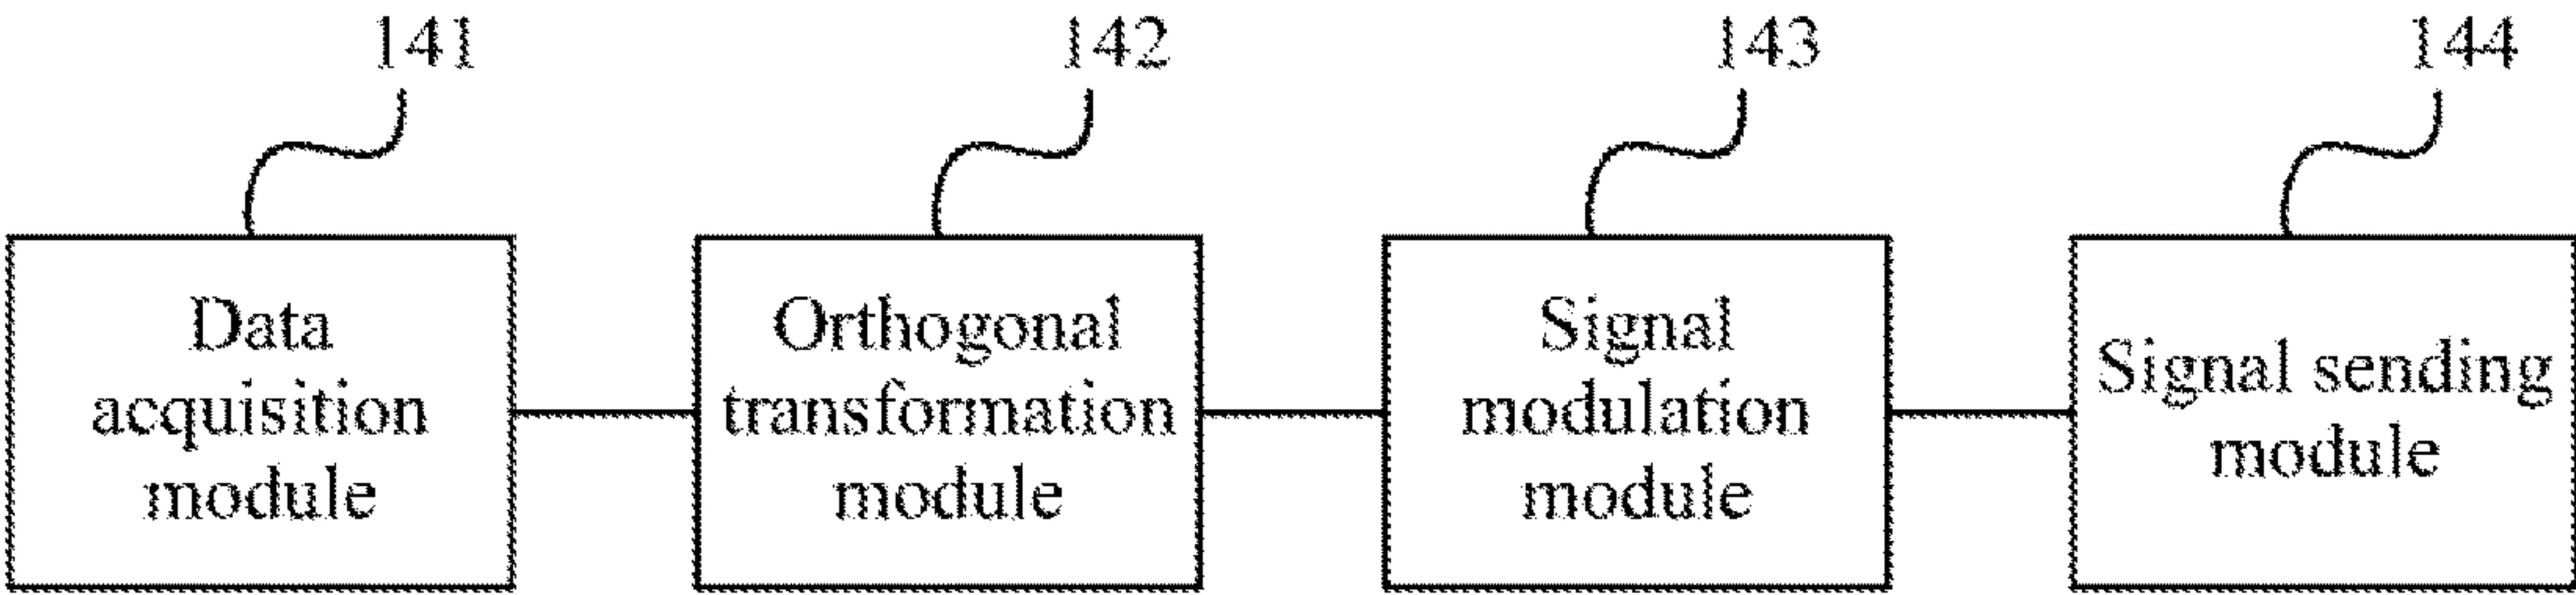 141
142
143
144
Data
acquisition
module
Orthogonal
transformation
module
Signal
modulation
module
Signal sending
module